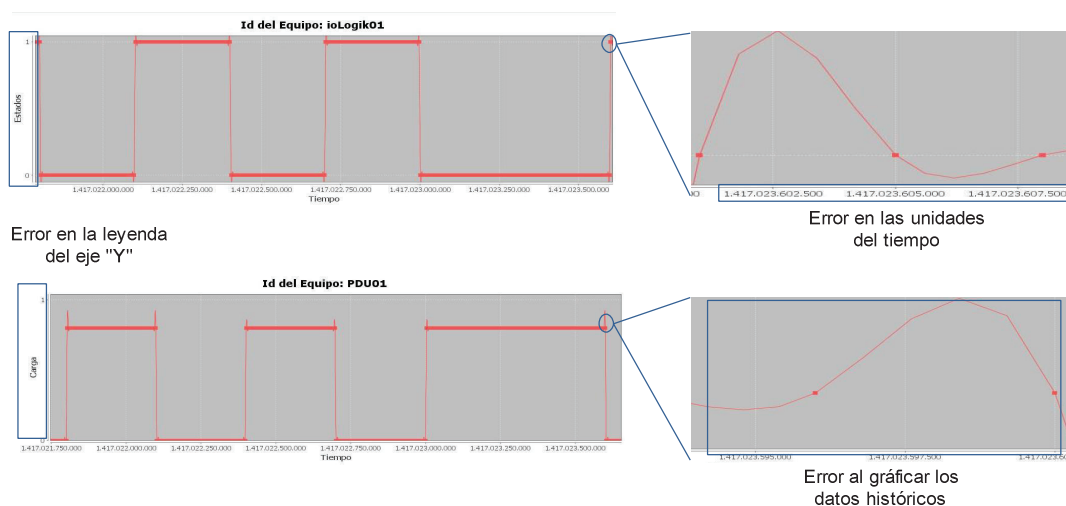 Id del Equipo: ioLogik01
1
Estados
0
1.417.022.000.000 1.417.022.250.000 1.417.022.500.000 1.417.022.750.000 1.417.023.000.000 1.417.023.250.000 1.417.023.500.000
Tiempo
1.417.023.602.500 1.417.023.605.000 1.417.023.607.500
Error en la leyenda
del eje "Y"
Error en las unidades
del tiempo
Id del Equipo: PDU01
1
Carga
0
1.417.021.750.000 1.417.022.000.000 1.417.022.250.000 1.417.022.500.000 1.417.022.750.000 1.417.023.000.000 1.417.023.250.000 1.417.023.500.000
Tiempo
1.417.023.595.000 1.417.023.597.500 1.417.023.60
Error al gráficar los
datos históricos